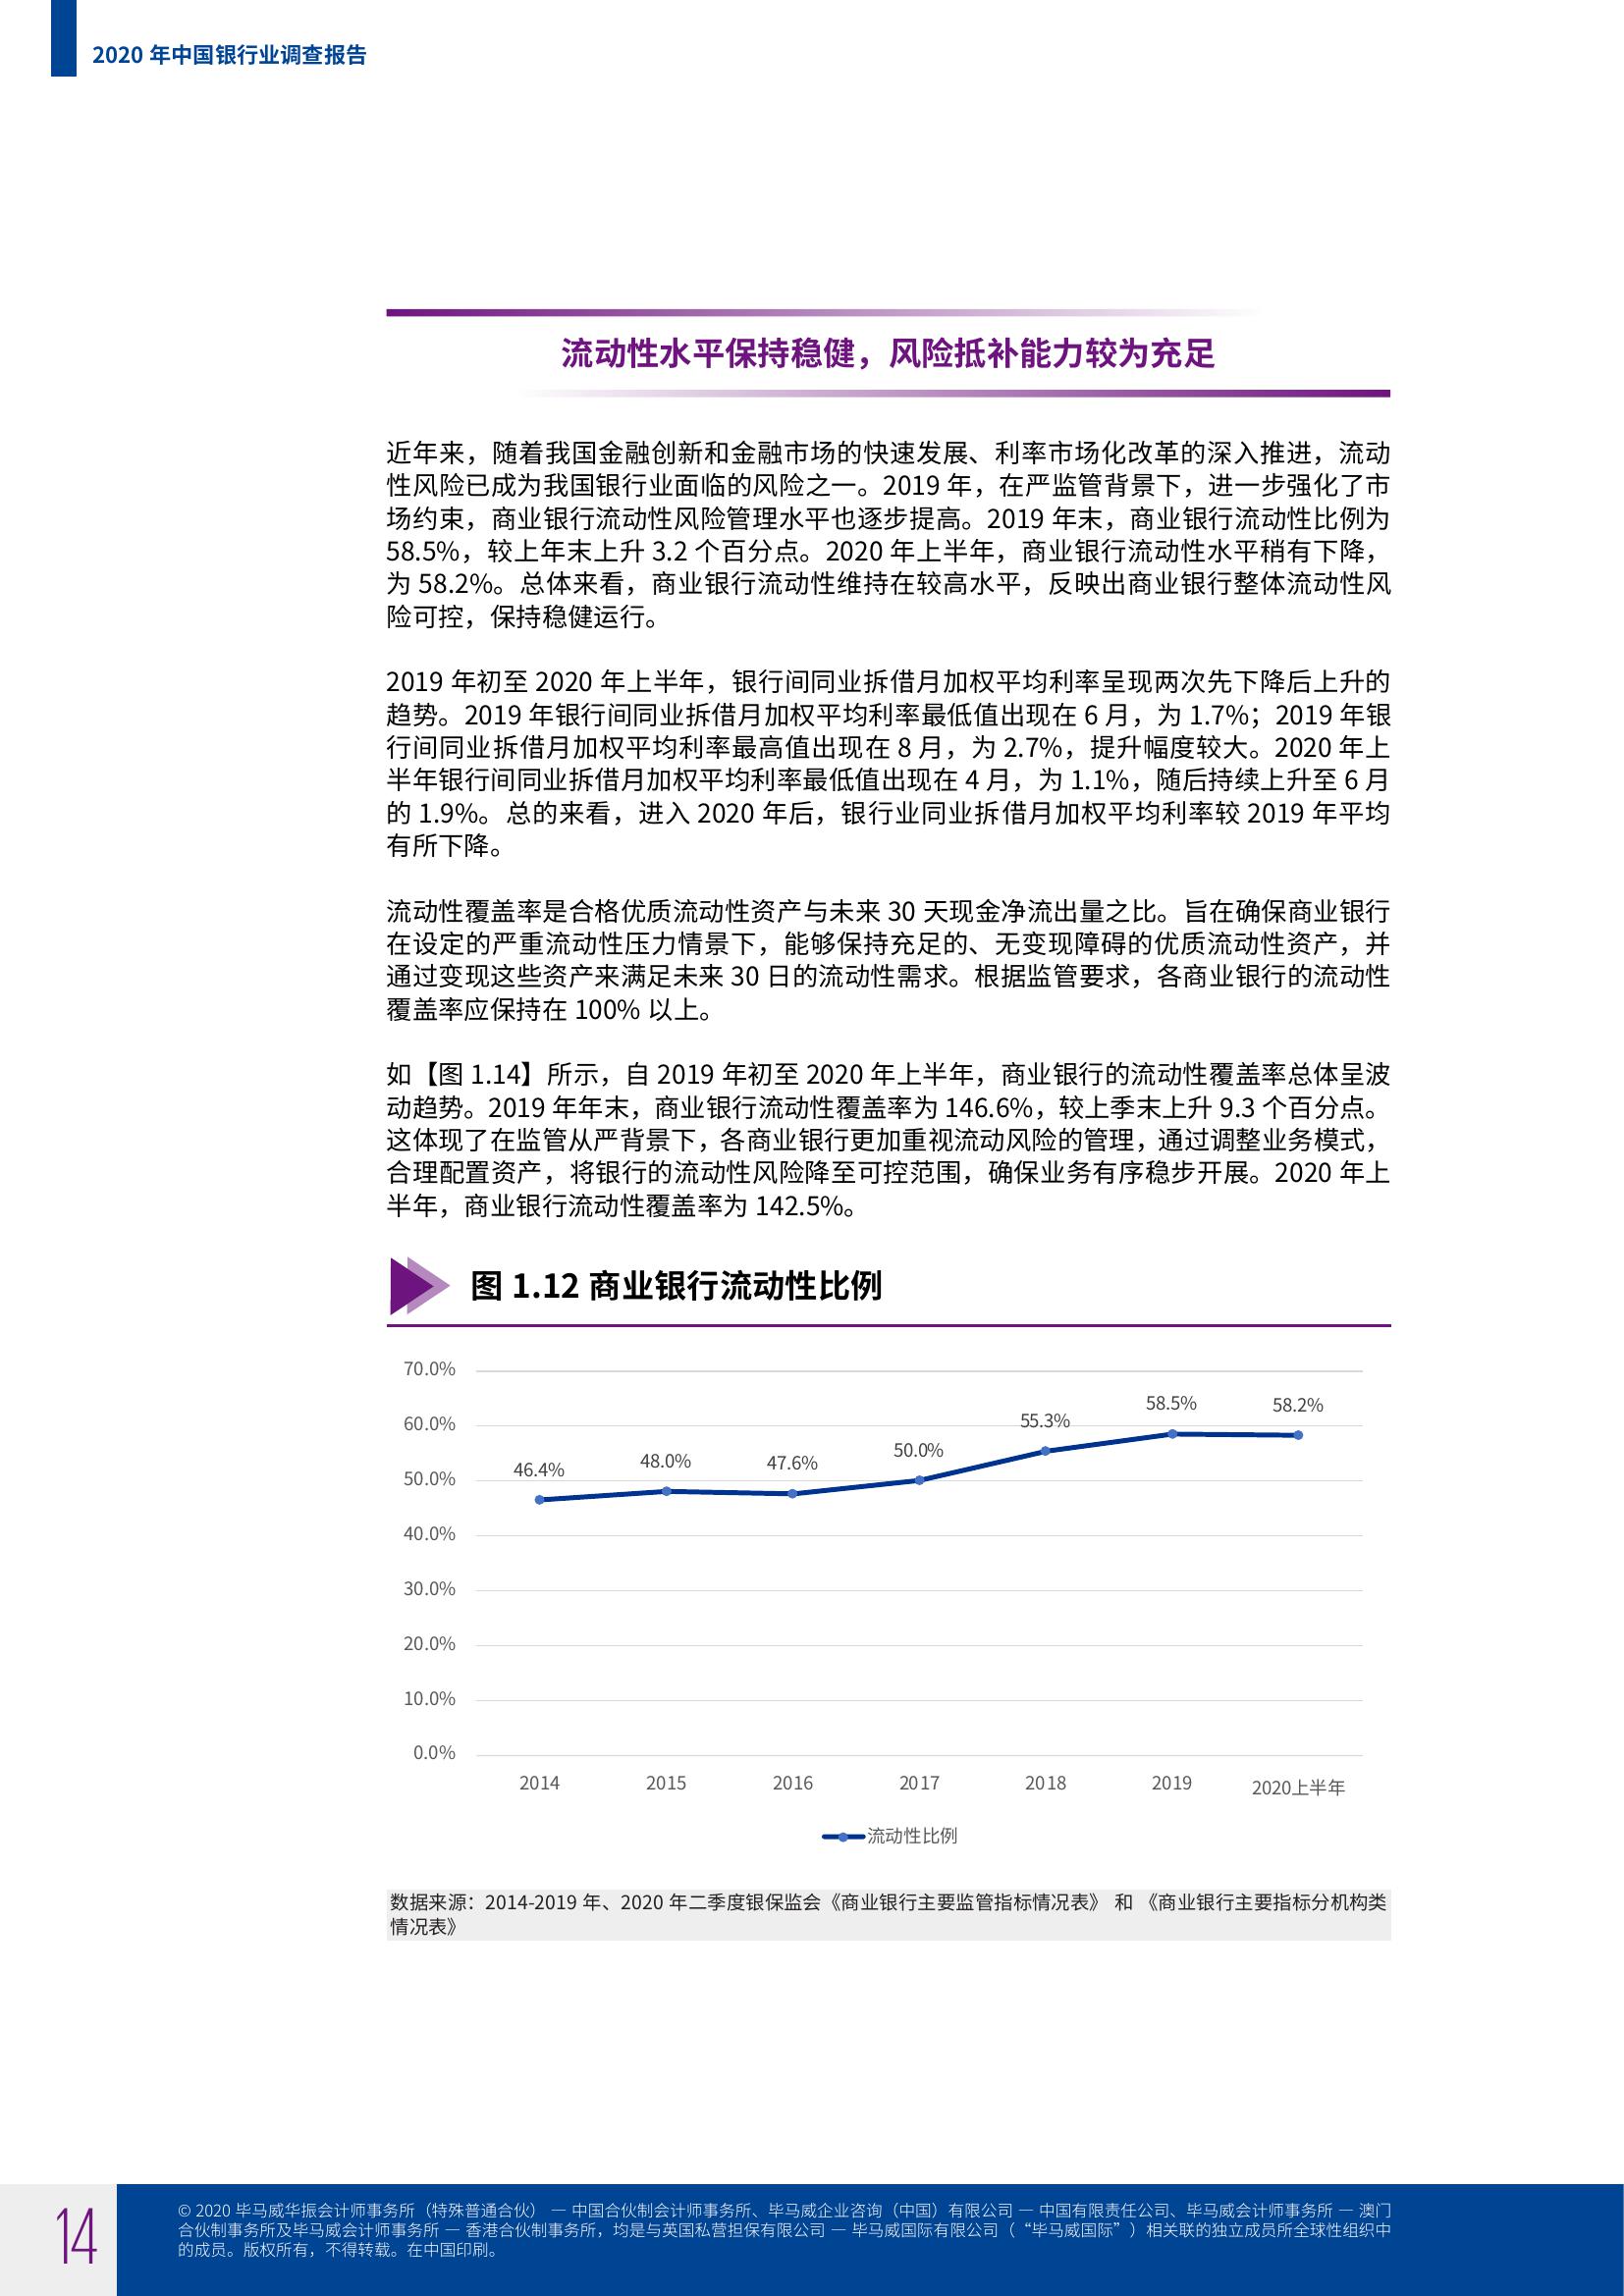 2020 年中国银行业调查报告
流动性水平保持稳健，风险抵补能力较为充足
近年来，随着我国金融创新和金融市场的快速发展、利率市场化改革的深入推进，流动
性风险已成为我国银行业面临的风险之一。2019 年，在严监管背景下，进一步强化了市
场约束，商业银行流动性风险管理水平也逐步提高。2019 年末，商业银行流动性比例为
58.5%，较上年末上升 3.2 个百分点。2020 年上半年，商业银行流动性水平稍有下降，
为 58.2%。总体来看，商业银行流动性维持在较高水平，反映出商业银行整体流动性风
险可控，保持稳健运行。
2019 年初至 2020 年上半年，银行间同业拆借月加权平均利率呈现两次先下降后上升的
趋势。2019 年银行间同业拆借月加权平均利率最低值出现在 6 月，为 1.7%；2019 年银
行间同业拆借月加权平均利率最高值出现在 8 月，为 2.7%，提升幅度较大。2020 年上
半年银行间同业拆借月加权平均利率最低值出现在 4 月，为 1.1%，随后持续上升至 6 月
的 1.9%。总的来看，进入 2020 年后，银行业同业拆借月加权平均利率较 2019 年平均
有所下降。
流动性覆盖率是合格优质流动性资产与未来 30 天现金净流出量之比。旨在确保商业银行
在设定的严重流动性压力情景下，能够保持充足的、无变现障碍的优质流动性资产，并
通过变现这些资产来满足未来 30 日的流动性需求。根据监管要求，各商业银行的流动性
覆盖率应保持在 100% 以上。
如【图 1.14】所示，自 2019 年初至 2020 年上半年，商业银行的流动性覆盖率总体呈波
动趋势。2019 年年末，商业银行流动性覆盖率为 146.6%，较上季末上升 9.3 个百分点。
这体现了在监管从严背景下，各商业银行更加重视流动风险的管理，通过调整业务模式，
合理配置资产，将银行的流动性风险降至可控范围，确保业务有序稳步开展。2020 年上
半年，商业银行流动性覆盖率为 142.5%。
图 1.12 商业银行流动性比例
70.0%
60.0%
50.0%
40.0%
30.0%
20.0%
10.0%
0.0%
46.4%
48.0%
47.6%
50.0%
55.3%
58.5%
58.2%
2014
2015
2016
2017
2018
2019
2020上半年
流动性比例
数据来源：2014-2019 年、2020 年二季度银保监会《商业银行主要监管指标情况表》 和 《商业银行主要指标分机构类
情况表》
14
© 2020 毕马威华振会计师事务所（特殊普通合伙） — 中国合伙制会计师事务所、毕马威企业咨询（中国）有限公司 — 中国有限责任公司、毕马威会计师事务所 — 澳门
合伙制事务所及毕马威会计师事务所 — 香港合伙制事务所，均是与英国私营担保有限公司 — 毕马威国际有限公司（“毕马威国际”）相关联的独立成员所全球性组织中
的成员。版权所有，不得转载。在中国印刷。